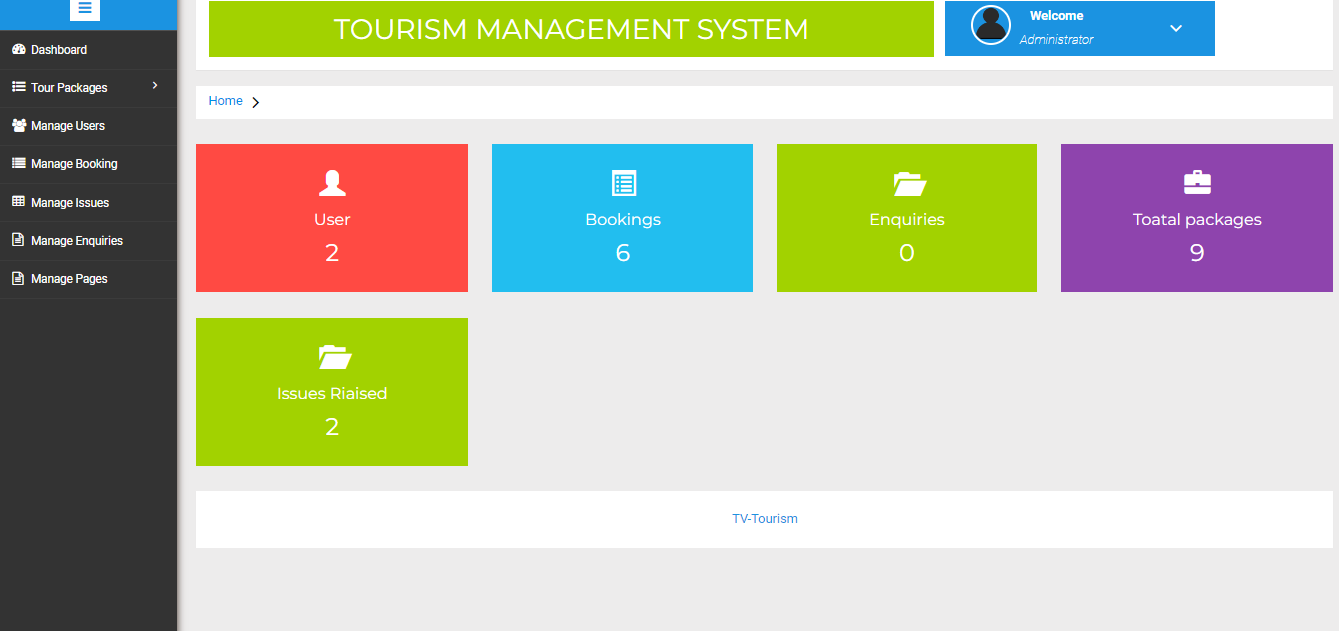 TOURISM MANAGEMENT SYSTEM
Welcome
Administrator
Dashboard
Tour Packages
Manage Users
Manage Booking
Manage Issues
Manage Enquiries
Manage Pages
Home
User
2
Bookings
6
Enquiries
0
Toatal packages
9
Issues Riaised
2
TV-Tourism